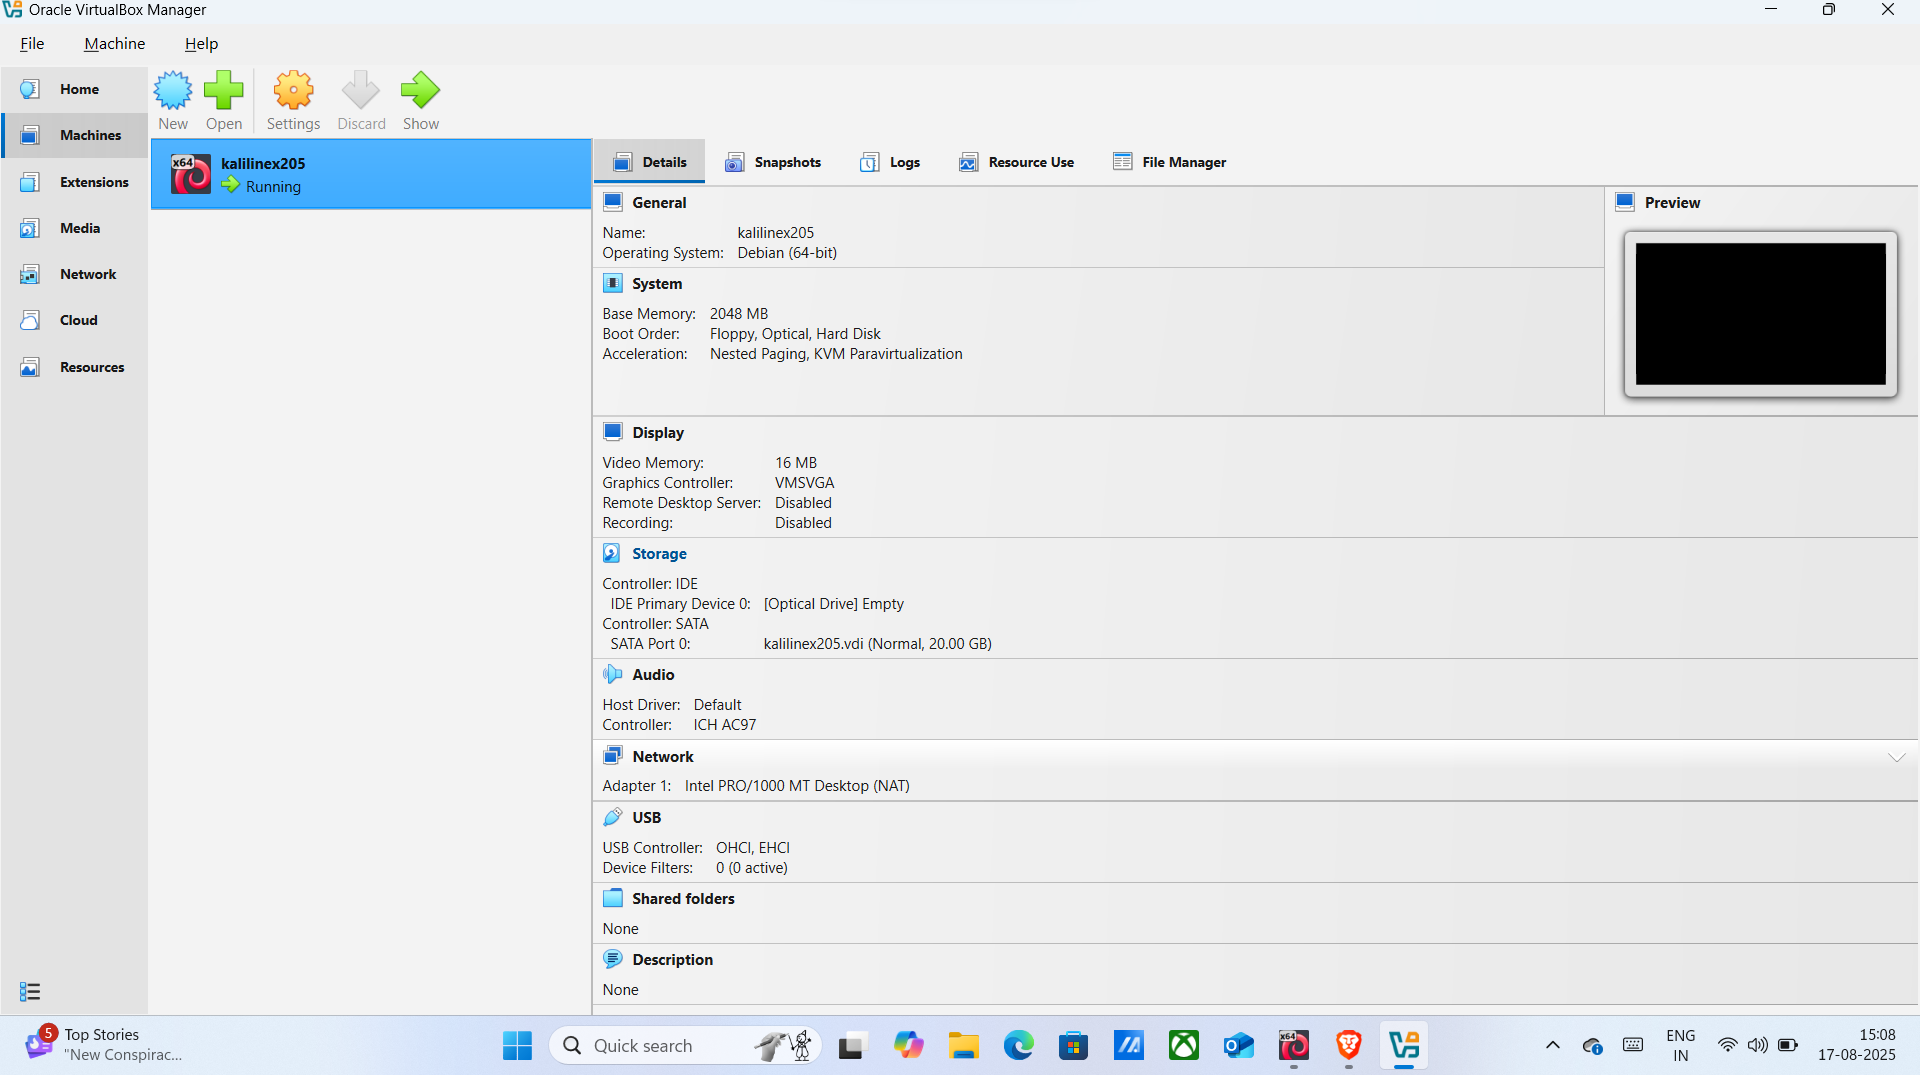 Oracle VirtualBox Manager
File Machine Help
Home
Machines
Extensions
Media
Network
Cloud
Resources
New Open Settings Discard Show
x64 kalilinex205
Running
Details Snapshots Logs Resource Use File Manager
General
Name: kalilinex205
Operating System: Debian (64-bit)
Preview
System
Base Memory: 2048 MB
Boot Order: Floppy, Optical, Hard Disk
Acceleration: Nested Paging, KVM Paravirtualization
Display
Video Memory: 16 MB
Graphics Controller: VMSVGA
Remote Desktop Server: Disabled
Recording: Disabled
Storage
Controller: IDE
IDE Primary Device 0: [Optical Drive] Empty
Controller: SATA
SATA Port 0: kalilinex205.vdi (Normal, 20.00 GB)
Audio
Host Driver: Default
Controller: ICH AC97
Network
Adapter 1: Intel PRO/1000 MT Desktop (NAT)
USB
USB Controller: OHCI, EHCI
Device Filters: 0 (0 active)
Shared folders
None
Description
None
5 Top Stories
"New Conspirac...
Quick search
x64
ENG
IN
15:08
17-08-2025